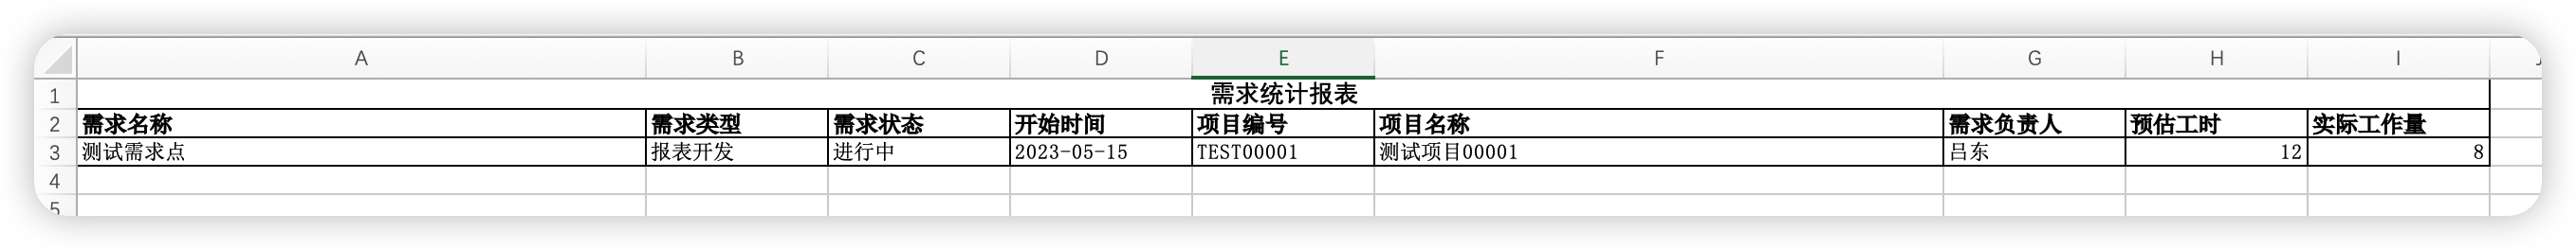 A B C D E F G H I
1 需求统计报表
2 需求名称 需求类型 需求状态 开始时间 项目编号 项目名称 需求负责人 预估工时 实际工作量
3 测试需求点 报表开发 进行中 2023-05-15 TEST00001 测试项目00001 吕东 12 8
4
5